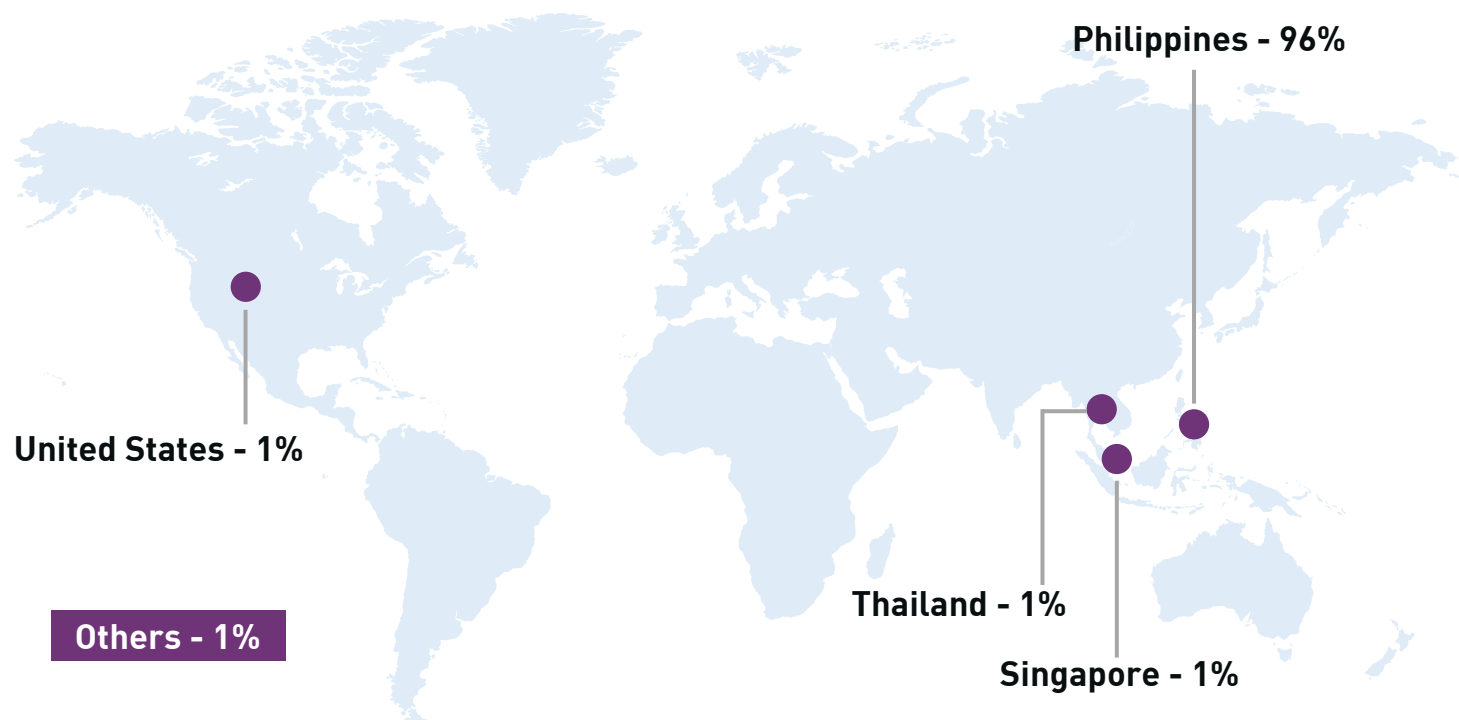 Philippines - 96%
United States - 1%
Thailand - 1%
Others - 1%
Singapore - 1%